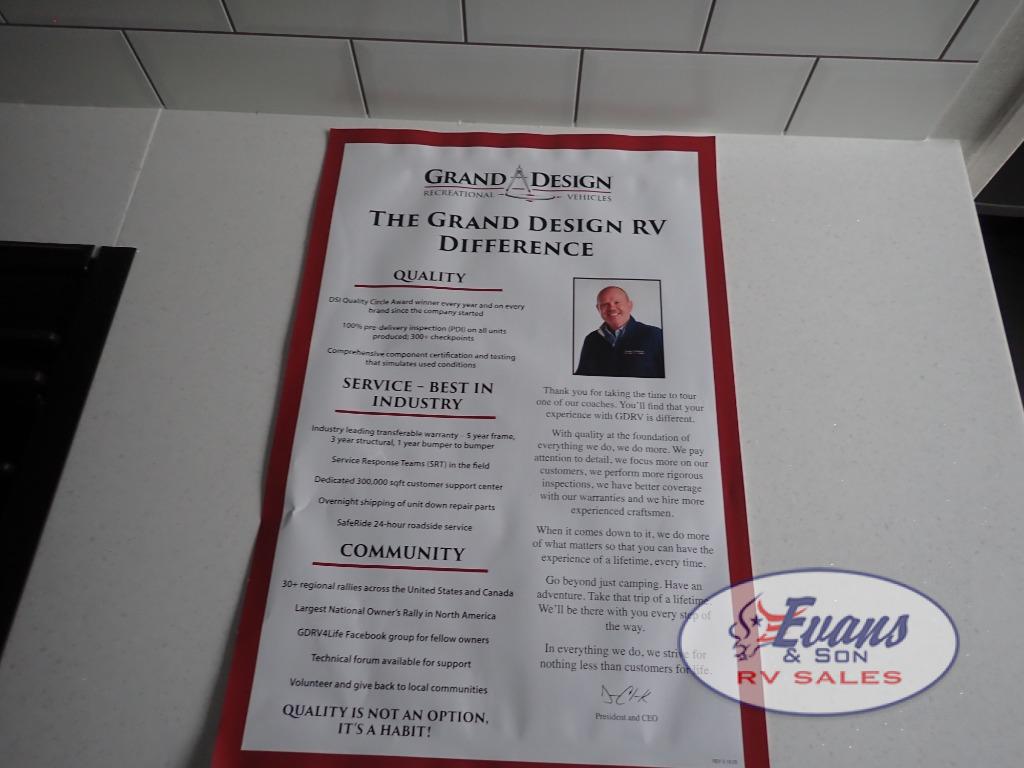 GRAND DESIGN
RECREATIONAL VEHICLES
THE GRAND DESIGN RV
DIFFERENCE
QUALITY
DSI Quality Circle Award winner every year and on every
brand since the company started
100% pre-delivery inspection (PDI) on all units
produced; 300+ checkpoints
Comprehensive component certification and testing
that simulates used conditions
SERVICE – BEST IN
INDUSTRY
Industry leading transferable warranty – 5 year frame,
3 year structural, 1 year bumper to bumper
Service Response Teams (SRT) in the field
Dedicated 300,000 sqft customer support center
Overnight shipping of unit down repair parts
SafeRide 24-hour roadside service
COMMUNITY
30+ regional rallies across the United States and Canada
Largest National Owner's Rally in North America
GDRV4Life Facebook group for fellow owners
Technical forum available for support
Volunteer and give back to local communities
QUALITY IS NOT AN OPTION,
IT'S A HABIT!
Thank you for taking the time to tour
one of our coaches. You'll find that your
experience with GDRV is different.
With quality at the foundation of
everything we do, we do more. We pay
attention to detail, we focus more on our
customers, we perform more rigorous
inspections, we have better coverage
with our warranties and we hire more
experienced craftsmen.
When it comes down to it, we do more
of what matters so that you can have the
experience of a lifetime, every time.
Go beyond just camping. Have an
adventure. Take that trip of a lifetime.
We'll be there with you every step of
the way.
In everything we do, we strive for
nothing less than customers for life.
President and CEO
Evans
& SON
RV SALES